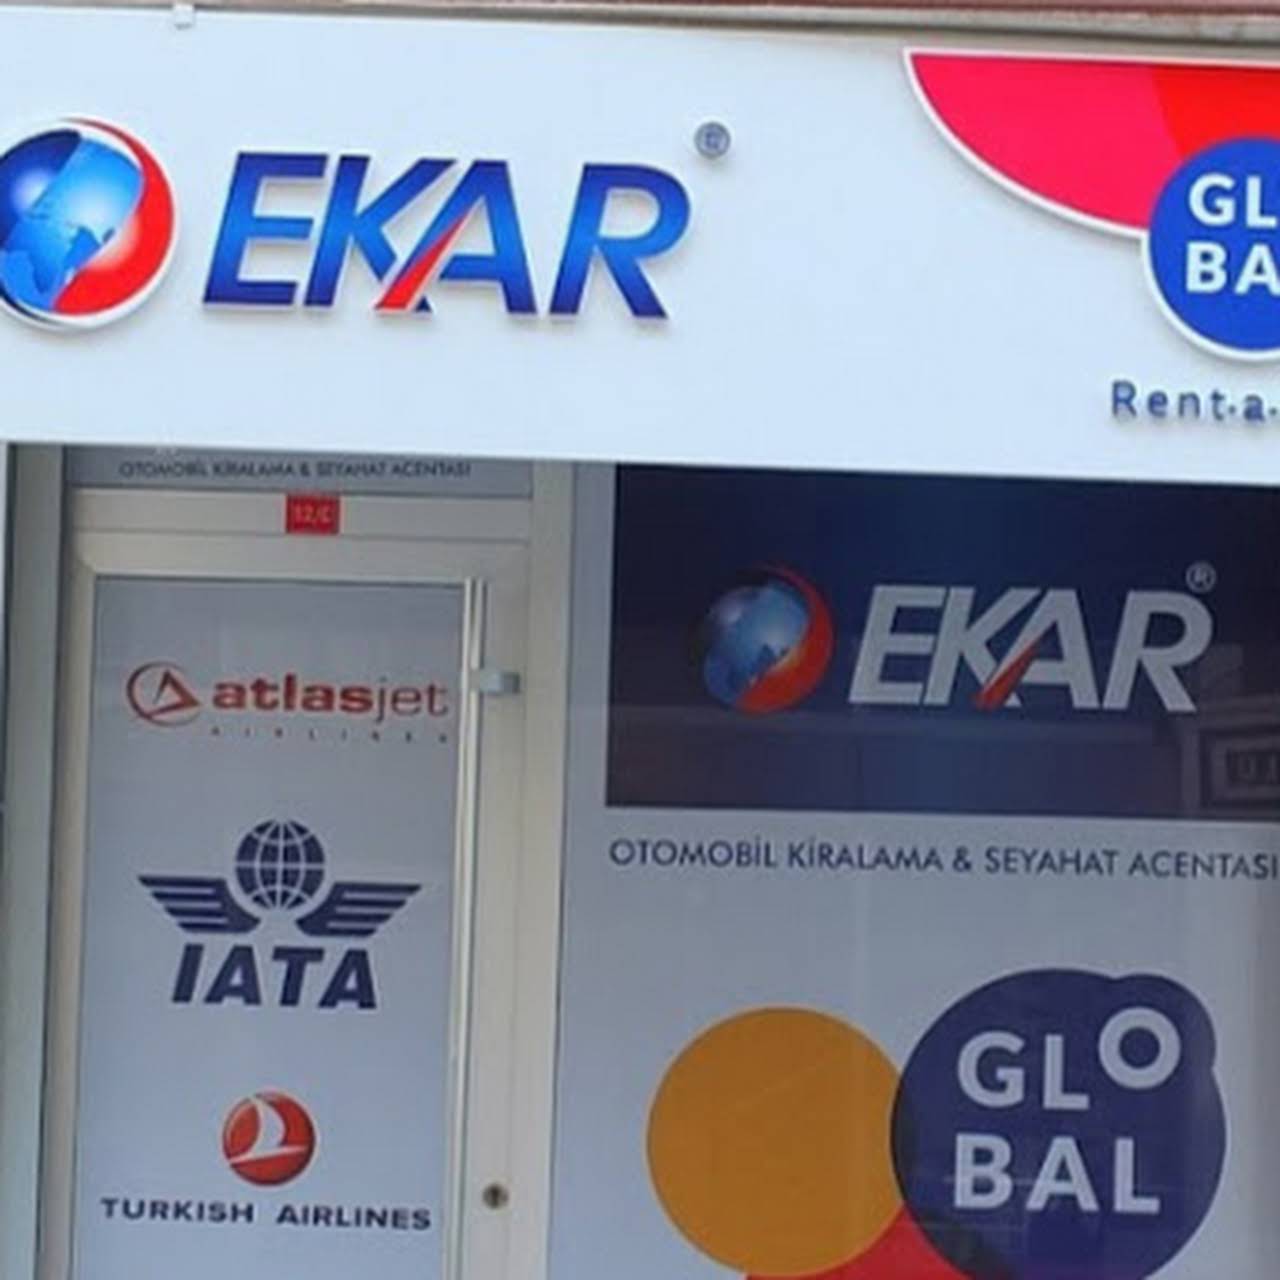 EKAR
GL
BA
Rent-a-
OTOMOBİL KİRALAMA & SEYAHAT ACENTASI
12/C
atlasjet
AIRLINES
IATA
TURKISH AIRLINES
EKAR
OTOMOBİL KİRALAMA & SEYAHAT ACENTASI
GLO
BAL